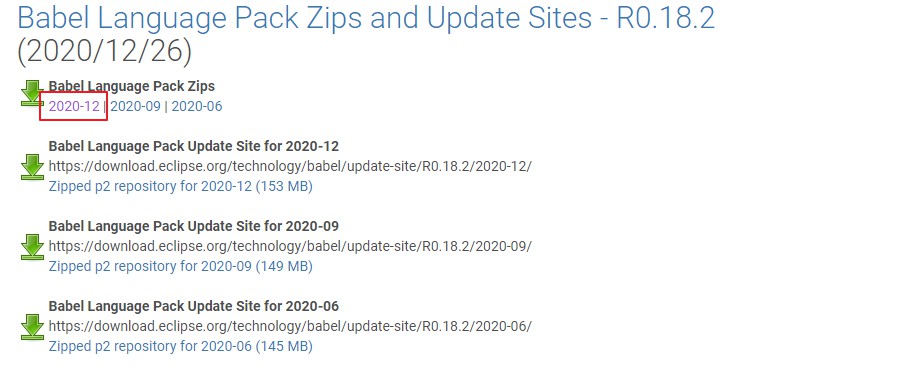 Babel Language Pack Zips and Update Sites - R0.18.2
(2020/12/26)
Babel Language Pack Zips
2020-12 | 2020-09 | 2020-06
Babel Language Pack Update Site for 2020-12
https://download.eclipse.org/technology/babel/update-site/R0.18.2/2020-12/
Zipped p2 repository for 2020-12 (153 MB)
Babel Language Pack Update Site for 2020-09
https://download.eclipse.org/technology/babel/update-site/R0.18.2/2020-09/
Zipped p2 repository for 2020-09 (149 MB)
Babel Language Pack Update Site for 2020-06
https://download.eclipse.org/technology/babel/update-site/R0.18.2/2020-06/
Zipped p2 repository for 2020-06 (145 MB)